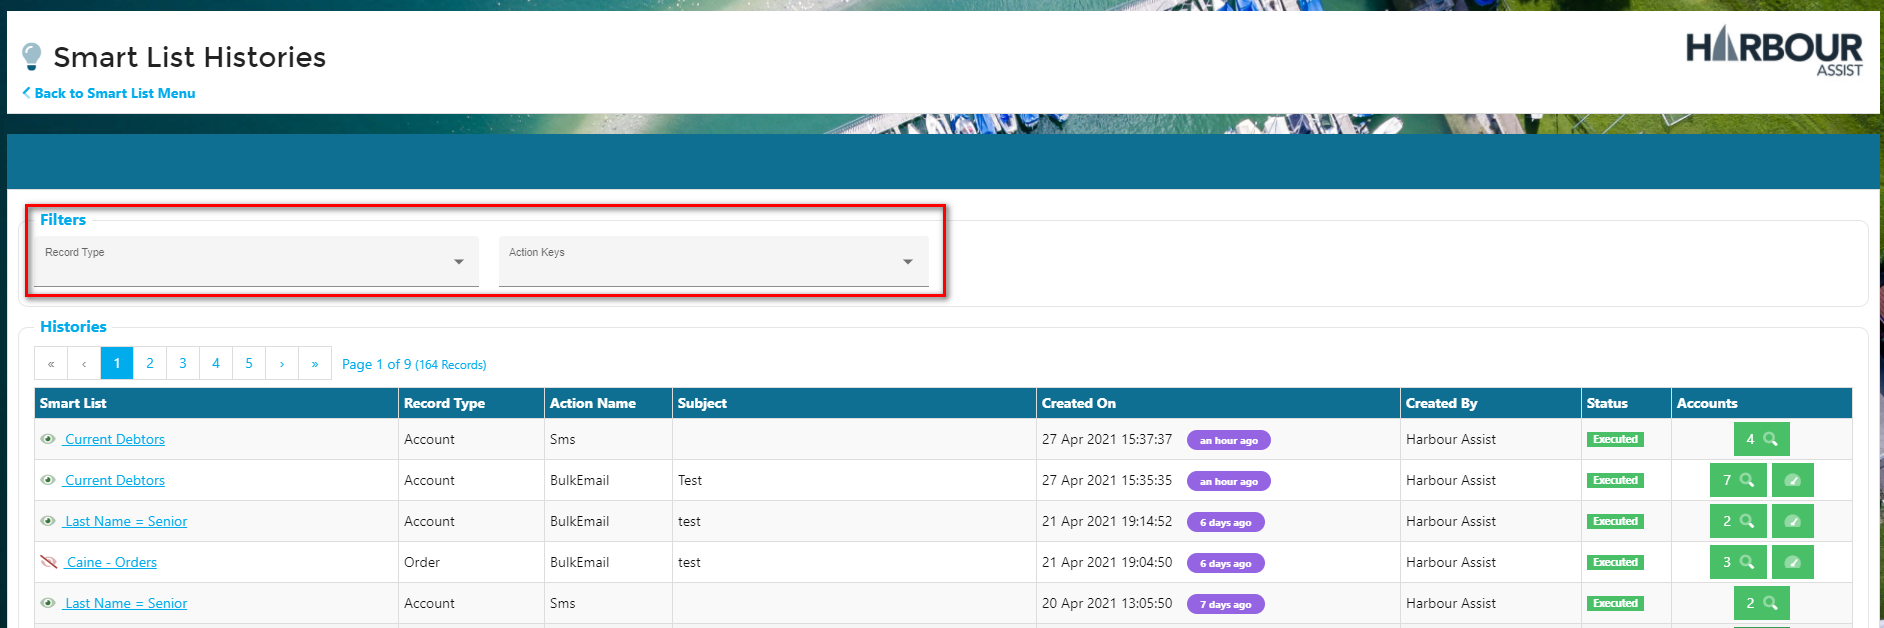 Smart List Histories
HARBOUR
ASSIST
Back to Smart List Menu
Filters
Record Type
Action Keys
Histories
« ‹ 1 2 3 4 5 › » Page 1 of 9 (164 Records)
Smart List Record Type Action Name Subject Created On Created By Status Accounts
Current Debtors Account Sms 27 Apr 2021 15:37:37 an hour ago Harbour Assist Executed 4
Current Debtors Account BulkEmail Test 27 Apr 2021 15:35:35 an hour ago Harbour Assist Executed 7
Last Name = Senior Account BulkEmail test 21 Apr 2021 19:14:52 6 days ago Harbour Assist Executed 2
Caine - Orders Order BulkEmail test 21 Apr 2021 19:04:50 6 days ago Harbour Assist Executed 3
Last Name = Senior Account Sms 20 Apr 2021 13:05:50 7 days ago Harbour Assist Executed 2